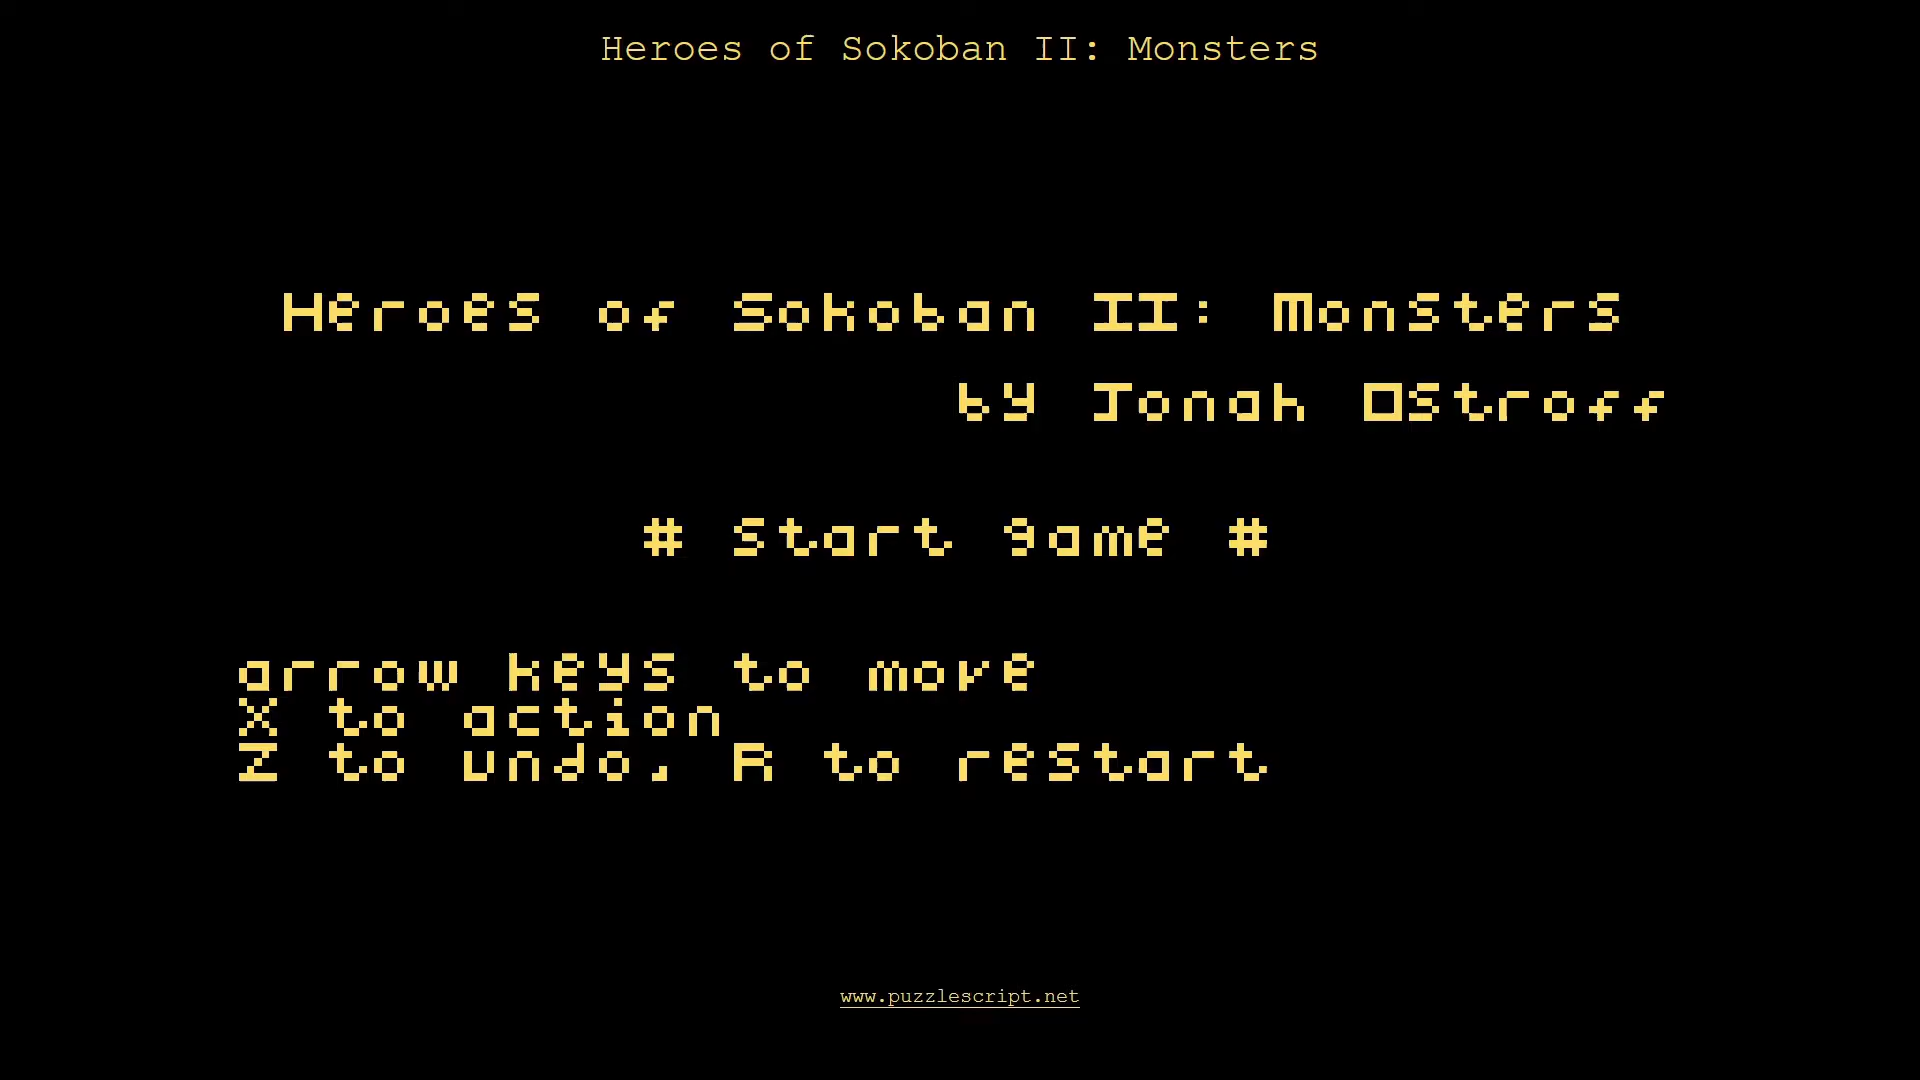 Heroes of Sokoban II: Monsters
Heroes of Sokoban II: Monsters
by Jonah Ostroff
# start game #
arrow keys to move
X to action
Z to undo, R to restart
www.puzzlescript.net